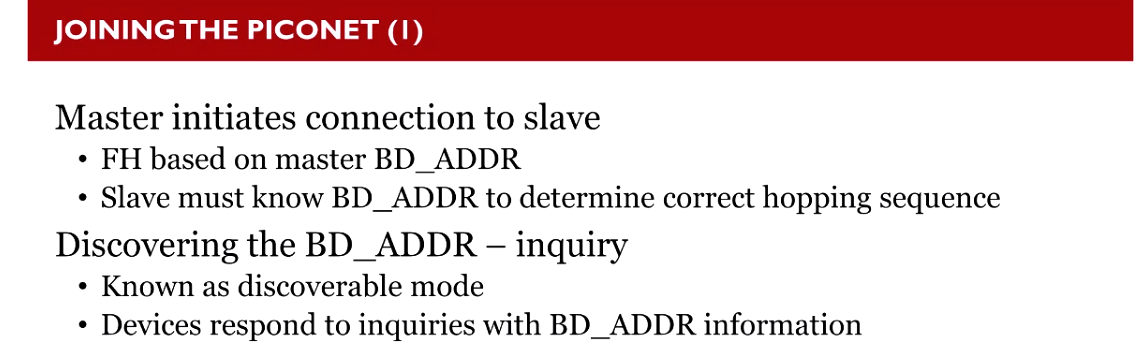 JOINING THE PICONET (1)
Master initiates connection to slave
• FH based on master BD_ADDR
• Slave must know BD_ADDR to determine correct hopping sequence
Discovering the BD_ADDR – inquiry
• Known as discoverable mode
• Devices respond to inquiries with BD_ADDR information